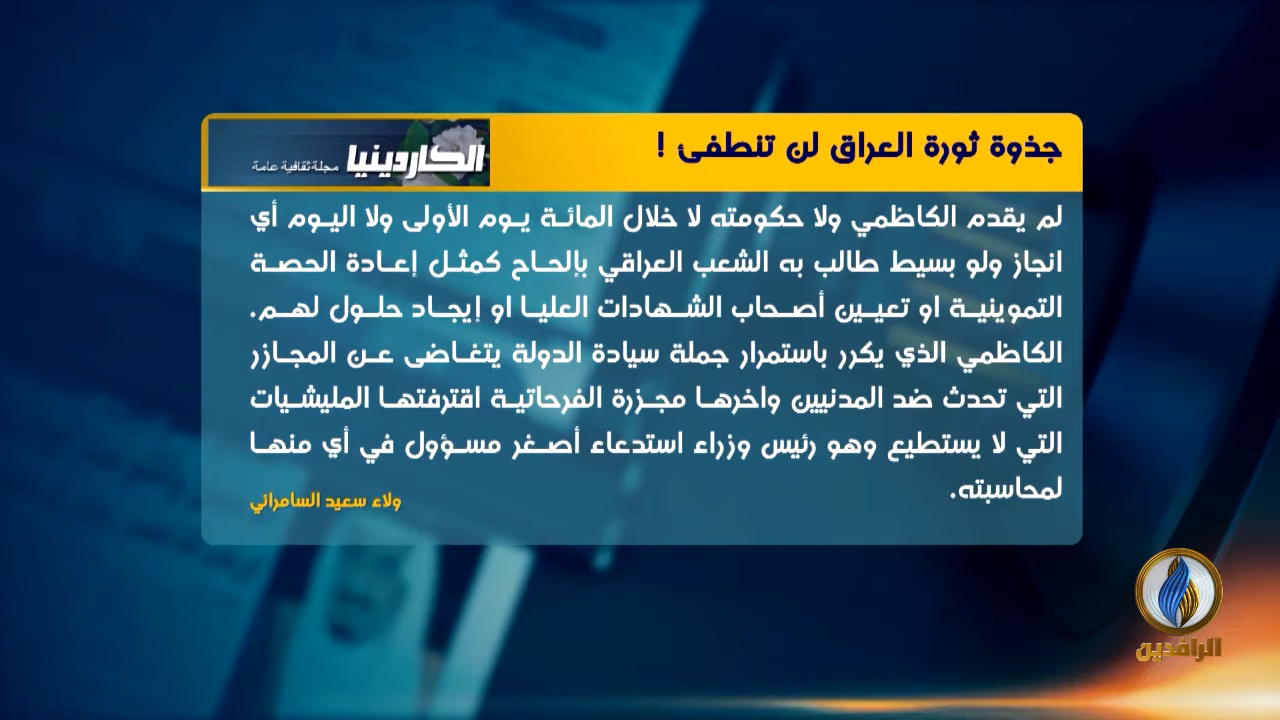 جذوة ثورة العراق لن تنطفئ !
الكاردينيا
مجلة ثقافية عامة
لم يقدم الكاظمي ولا حكومته لا خلال المائة يوم الأولى ولا اليوم أي
انجاز ولو بسيط طالب به الشعب العراقي بإلحاح كمثل إعادة الحصة
التموينية او تعيين أصحاب الشهادات العليا او إيجاد حلول لهم.
الكاظمي الذي يكرر باستمرار جملة سيادة الدولة يتغاضى عن المجازر
التي تحدث ضد المدنيين واخرها مجزرة الفرحاتية اقترفتها المليشيات
التي لا يستطيع وهو رئيس وزراء استدعاء أصغر مسؤول في أي منها
لمحاسبته.
ولاء سعيد السامرائي
الرافدين